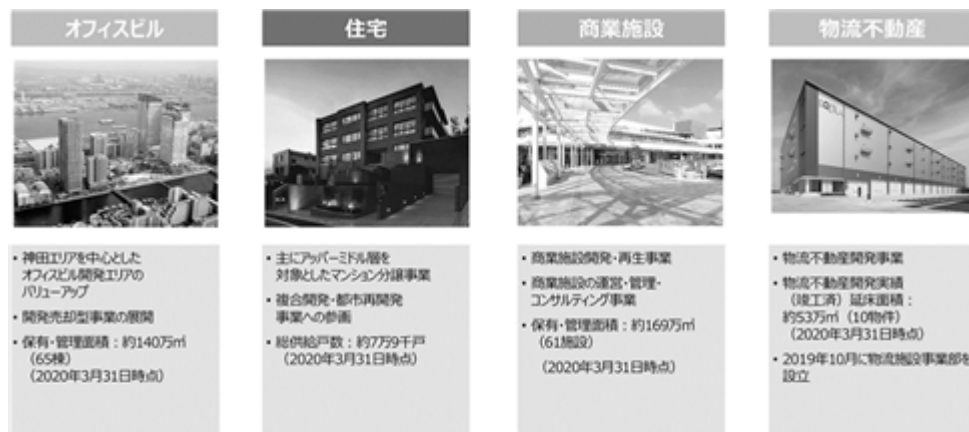 オフィスビル
• 神田エリアを中心とした
オフィスビル開発エリアの
バリューアップ
• 開発売却型事業の展開
• 保有・管理面積：約140万㎡
（65棟）
（2020年3月31日時点）
住宅
• 主にアッパーミドル層を
対象としたマンション分譲事業
• 複合開発・都市再開発
事業への参画
• 総供給戸数：約7万9千戸
（2020年3月31日時点）
商業施設
• 商業施設開発・再生事業
• 商業施設の運営・管理・
コンサルティング事業
• 保有・管理面積：約169万㎡
（61施設）
（2020年3月31日時点）
物流不動産
• 物流不動産開発事業
• 物流不動産開発実績
（竣工済）延床面積：
約53万㎡（10物件）
（2020年3月31日時点）
• 2019年10月に物流施設事業部を
設立